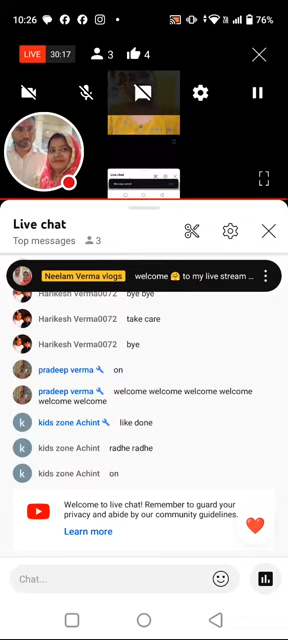 10:26
76%
LIVE 30:17 3 4
Live chat
Top messages 3
Neelam Verma vlogs welcome 🤗 to my live stream ...
Harikesh Verma0072 bye bye
Harikesh Verma0072 take care
Harikesh Verma0072 bye
pradeep verma on
pradeep verma welcome welcome welcome welcome
welcome welcome
k kids zone Achint like done
k kids zone Achint radhe radhe
k kids zone Achint on
Welcome to live chat! Remember to guard your
privacy and abide by our community guidelines.
Learn more
Chat...